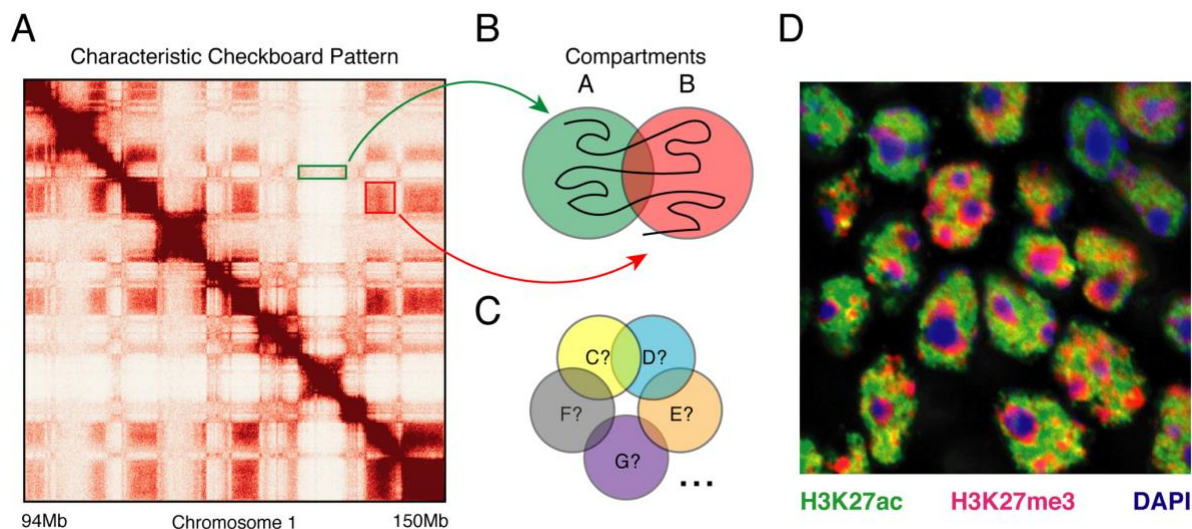 A
Characteristic Checkboard Pattern
94Mb
Chromosome 1
150Mb
B
Compartments
A
B
C
C?
D?
F?
E?
G?
...
D
H3K27ac
H3K27me3
DAPI